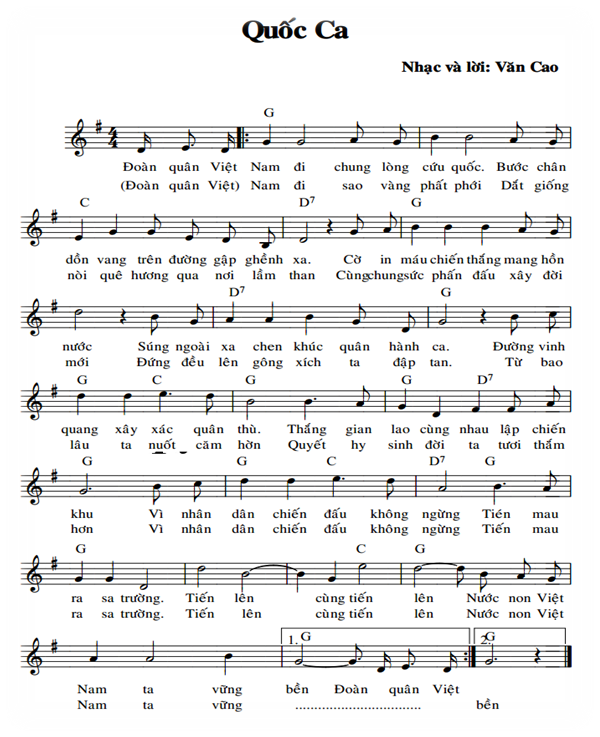 Quốc Ca
Nhạc và lời: Văn Cao
G
Đoàn quân Việt Nam đi chung lòng cứu quốc. Bước chân
(Đoàn quân Việt) Nam đi sao vàng phất phới Dắt giống
C D7 G
dồn vang trên đường gập ghềnh xa. Cờ in máu chiến thắng mang hồn
nòi quê hương qua nơi lầm than Cùngchungsức phấn đấu xây đời
D7 G
nước Súng ngoài xa chen khúc quân hành ca. Đường vinh
mới Đứng đều lên gông xích ta đập tan. Từ bao
G C G G D7
quang xây xác quân thù. Thắng gian lao cùng nhau lập chiến
lâu ta nuốt căm hờn Quyết hy sinh đời ta tươi thắm
G C D7 G
khu Vì nhân dân chiến đấu không ngừng Tién mau
hơn Vì nhân dân chiến đấu không ngừng Tiến mau
G C G
ra sa trường. Tiến lên cùng tiến lên Nước non Việt
ra sa trường. Tiến lên cùng tiến lên Nước non Việt
1. G 2. G
Nam ta vững bền Đoàn quân Việt
Nam ta vững ................................ bền